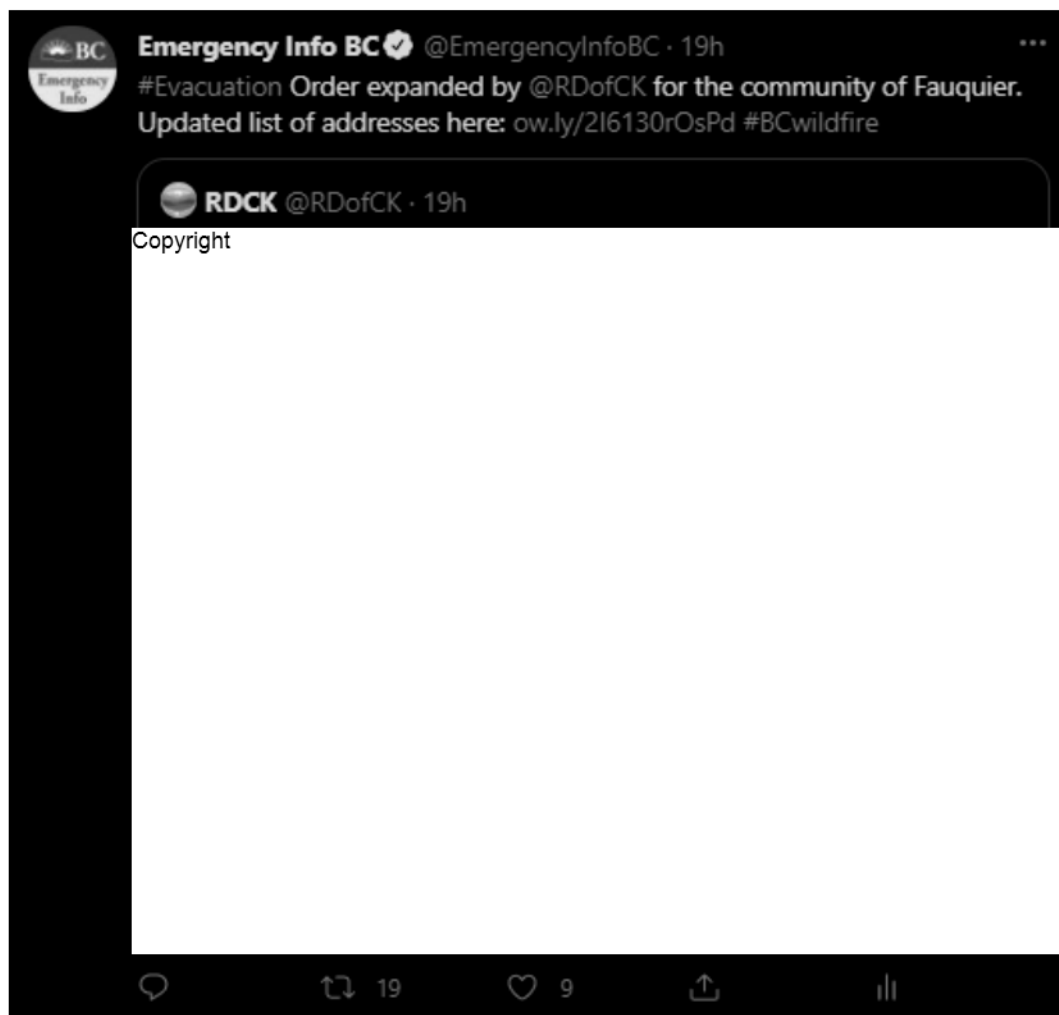 BC
Emergency
Info
Emergency Info BC @EmergencyInfoBC · 19h
#Evacuation Order expanded by @RDofCK for the community of Fauquier.
Updated list of addresses here: ow.ly/2I6130rOsPd #BCwildfire
RDCK @RDofCK · 19h
Copyright
19
9